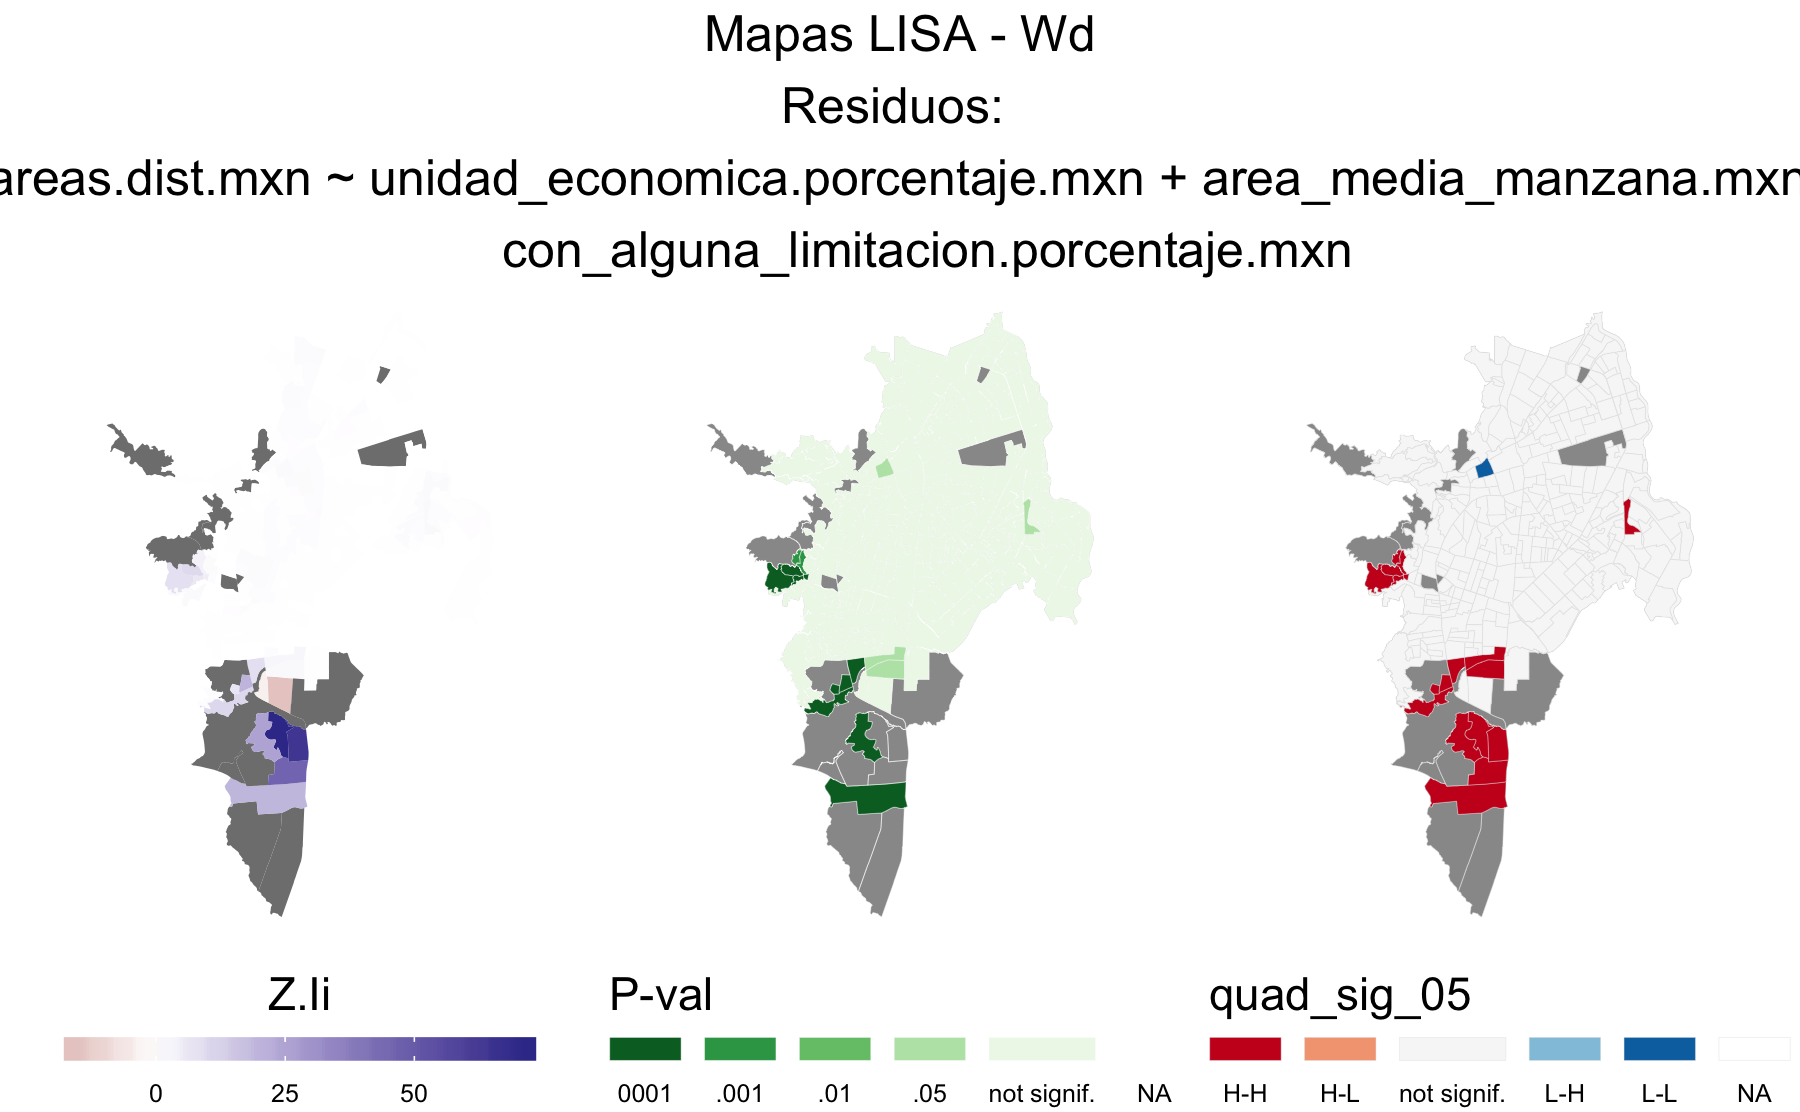 Mapas LISA - Wd
Residuos:
areas.dist.mxn ~ unidad_economica.porcentaje.mxn + area_media_manzana.mxn
con_alguna_limitacion.porcentaje.mxn
Z.Ii
0 25 50
P-val
0001 .001 .01 .05 not signif. NA
quad_sig_05
H-H H-L not signif. L-H L-L NA